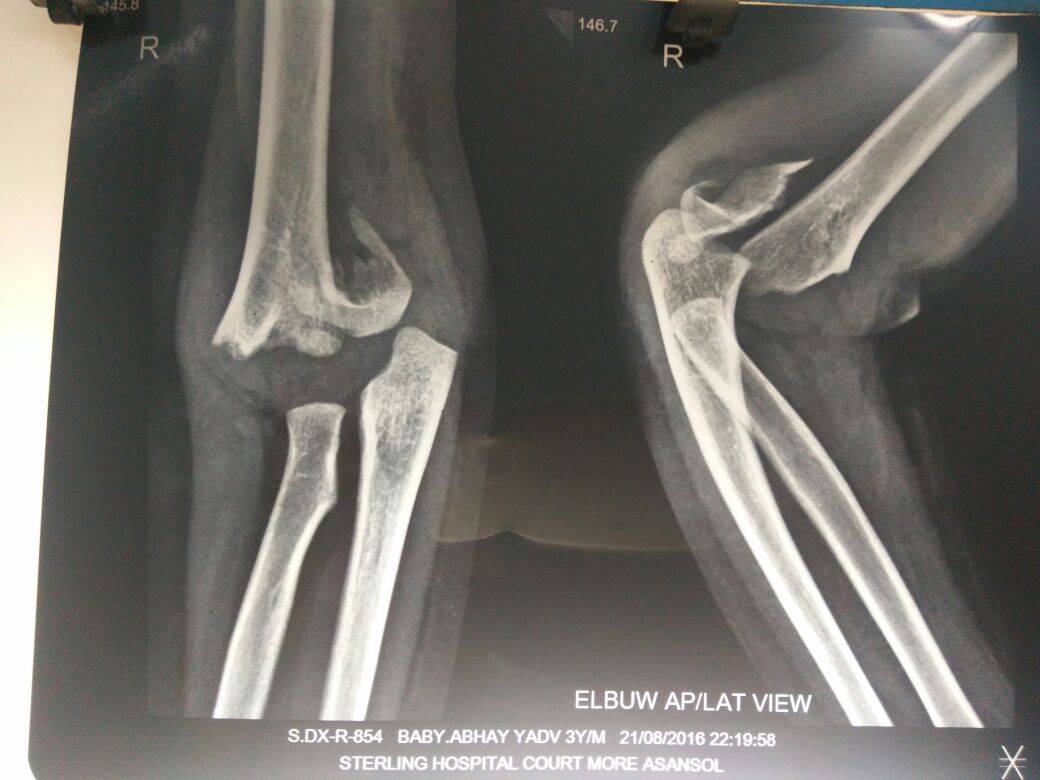 145.8
R
146.7
R
ELBUW AP/LAT VIEW
S.DX-R-854 BABY.ABHAY YADV 3Y/M 21/08/2016 22:19:58
STERLING HOSPITAL COURT MORE ASANSOL